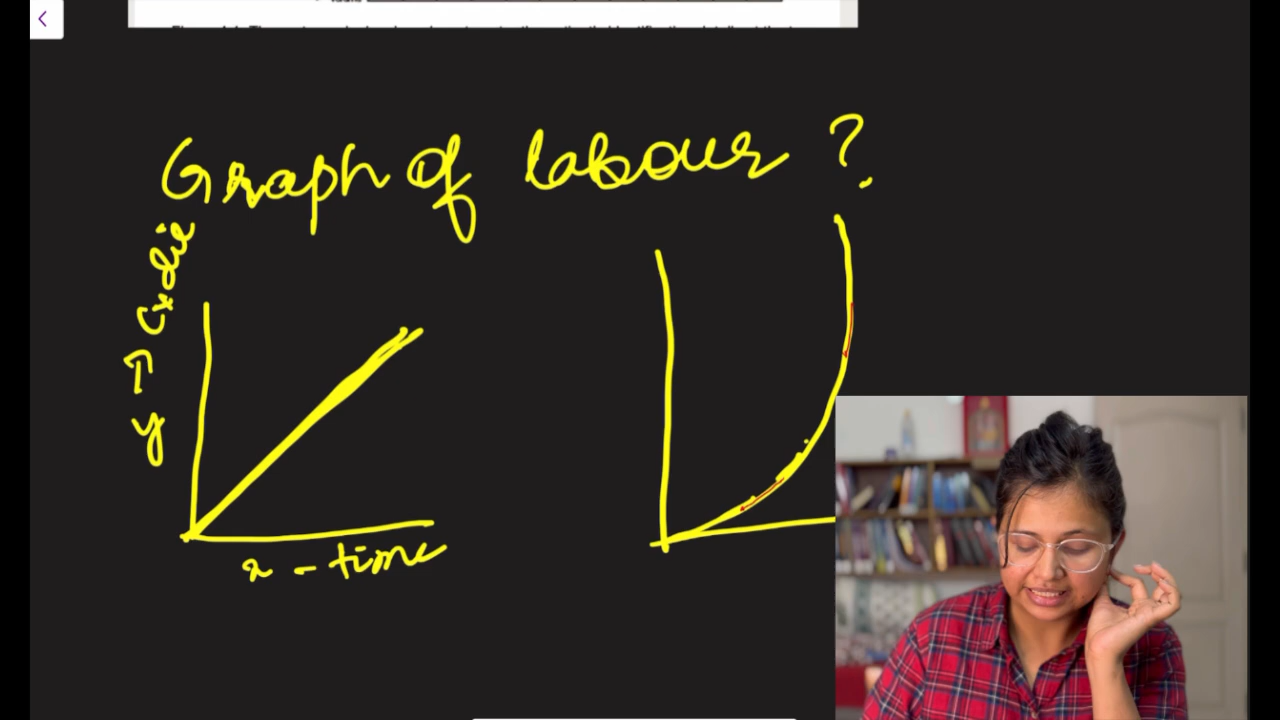 Graph of labour ?
y → Cx dil
x - time